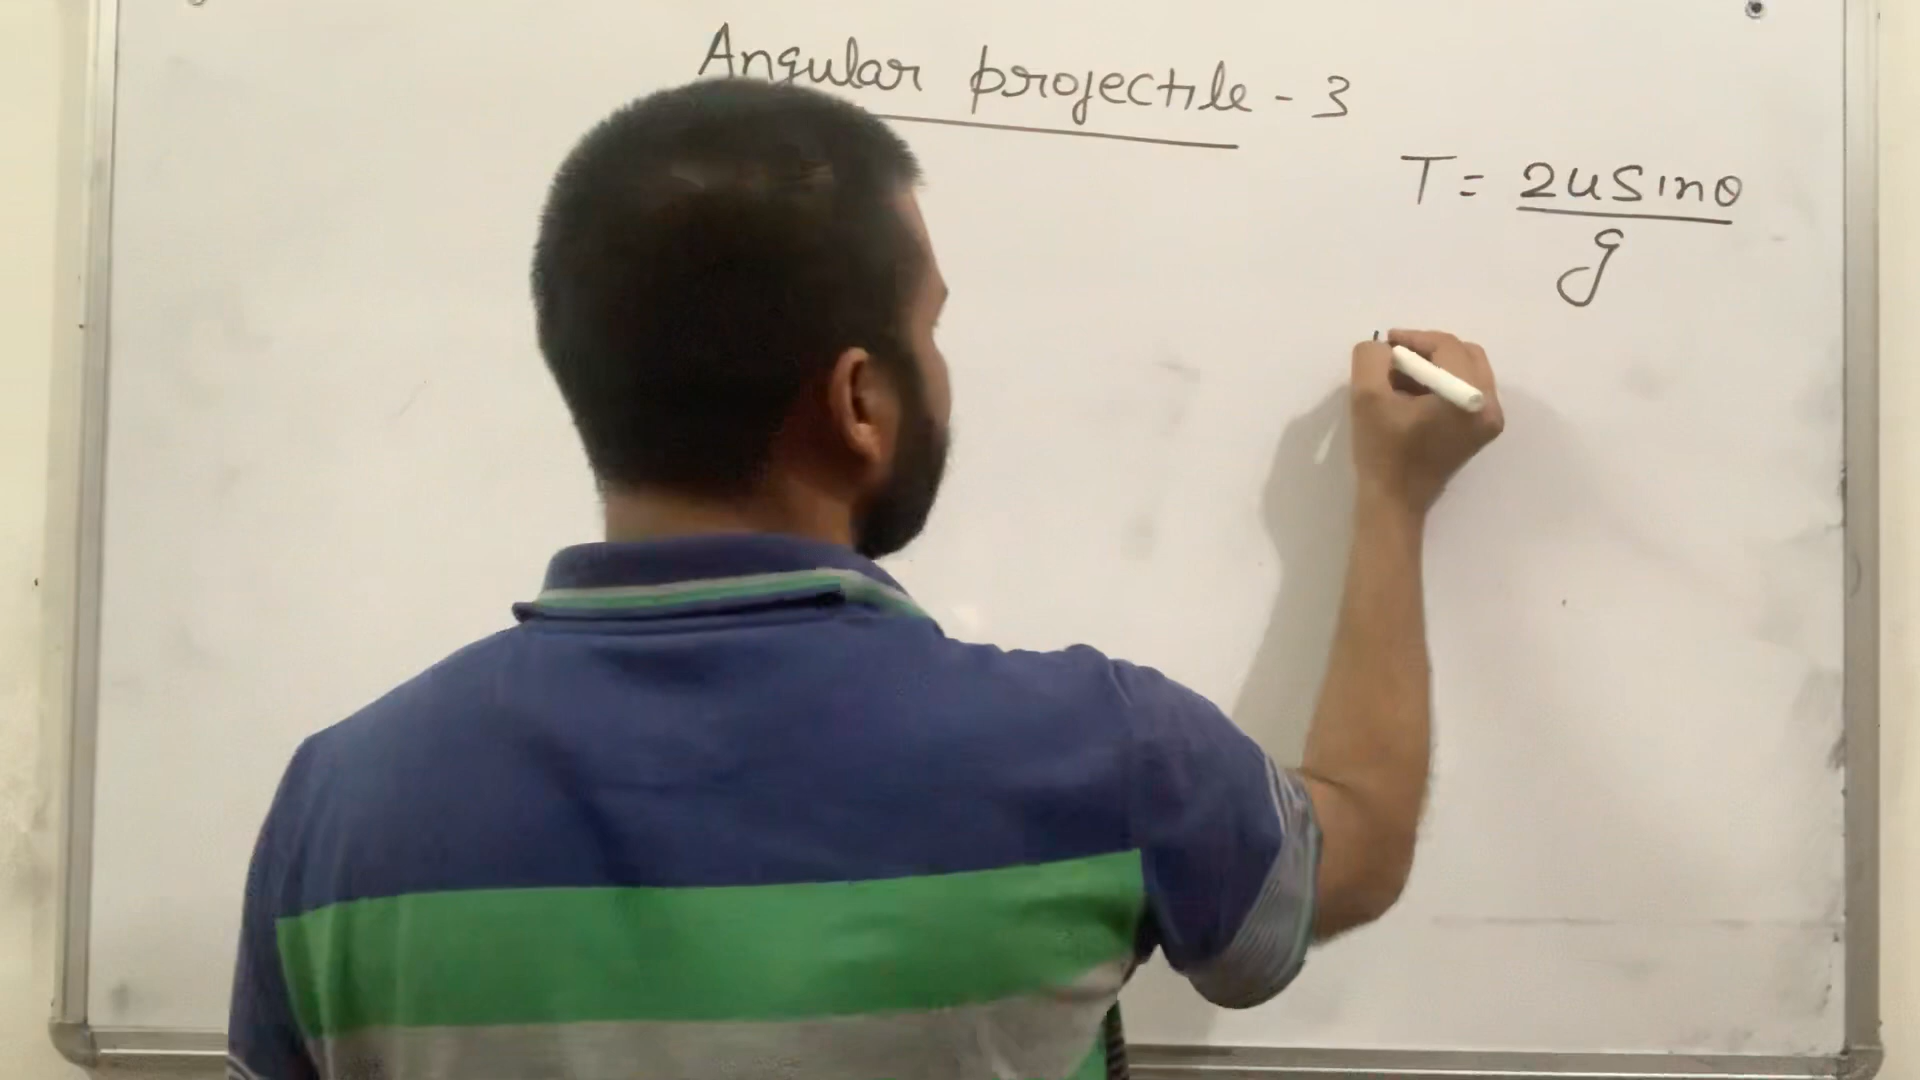 Angular projectile - 3
T = 2usinθ
g